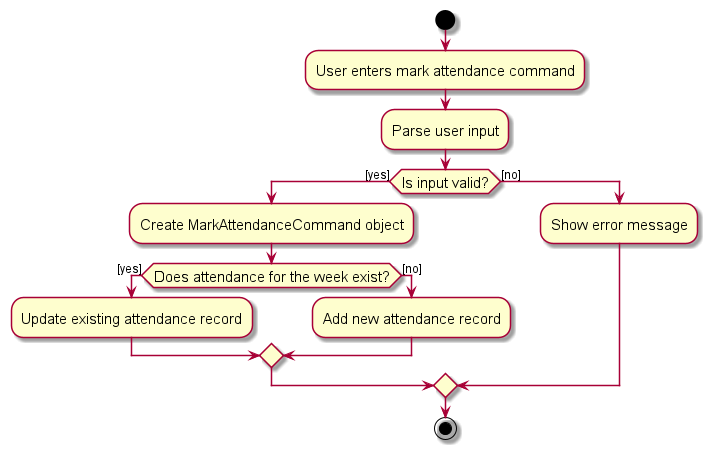 User enters mark attendance command
Parse user input
[yes]
Is input valid?
[no]
Create MarkAttendanceCommand object
Show error message
[yes]
Does attendance for the week exist?
[no]
Update existing attendance record
Add new attendance record